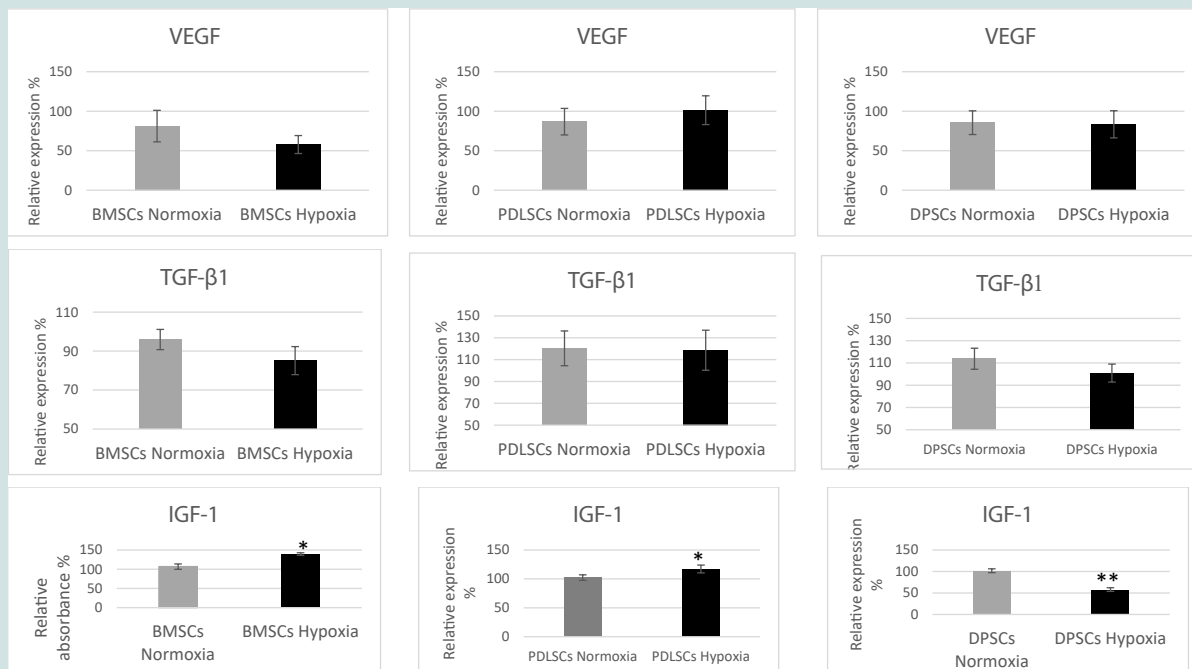 VEGF
Relative expression %
150
100
50
0
BMSCs Normoxia BMSCs Hypoxia
VEGF
Relative expression %
150
100
50
0
PDLSCs Normoxia PDLSCs Hypoxia
VEGF
Relative expression %
150
100
50
0
DPSCs Normoxia DPSCs Hypoxia
TGF-β1
Relative expression %
110
90
70
50
BMSCs Normoxia BMSCs Hypoxia
TGF-β1
Relative expression %
150
130
110
90
70
50
PDLSCs Normoxia PDLSCs Hypoxia
TGF-β1
Relative expression %
150
130
110
90
70
50
DPSCs Normoxia DPSCs Hypoxia
IGF-1
Relative
absorbance %
150
100
50
0
*
BMSCs
Normoxia
BMSCs Hypoxia
IGF-1
Relative expression
%
150
100
50
0
*
PDLSCs Normoxia PDLSCs Hypoxia
IGF-1
Relative expression
%
150
100
50
0
**
DPSCs
Normoxia
DPSCs Hypoxia